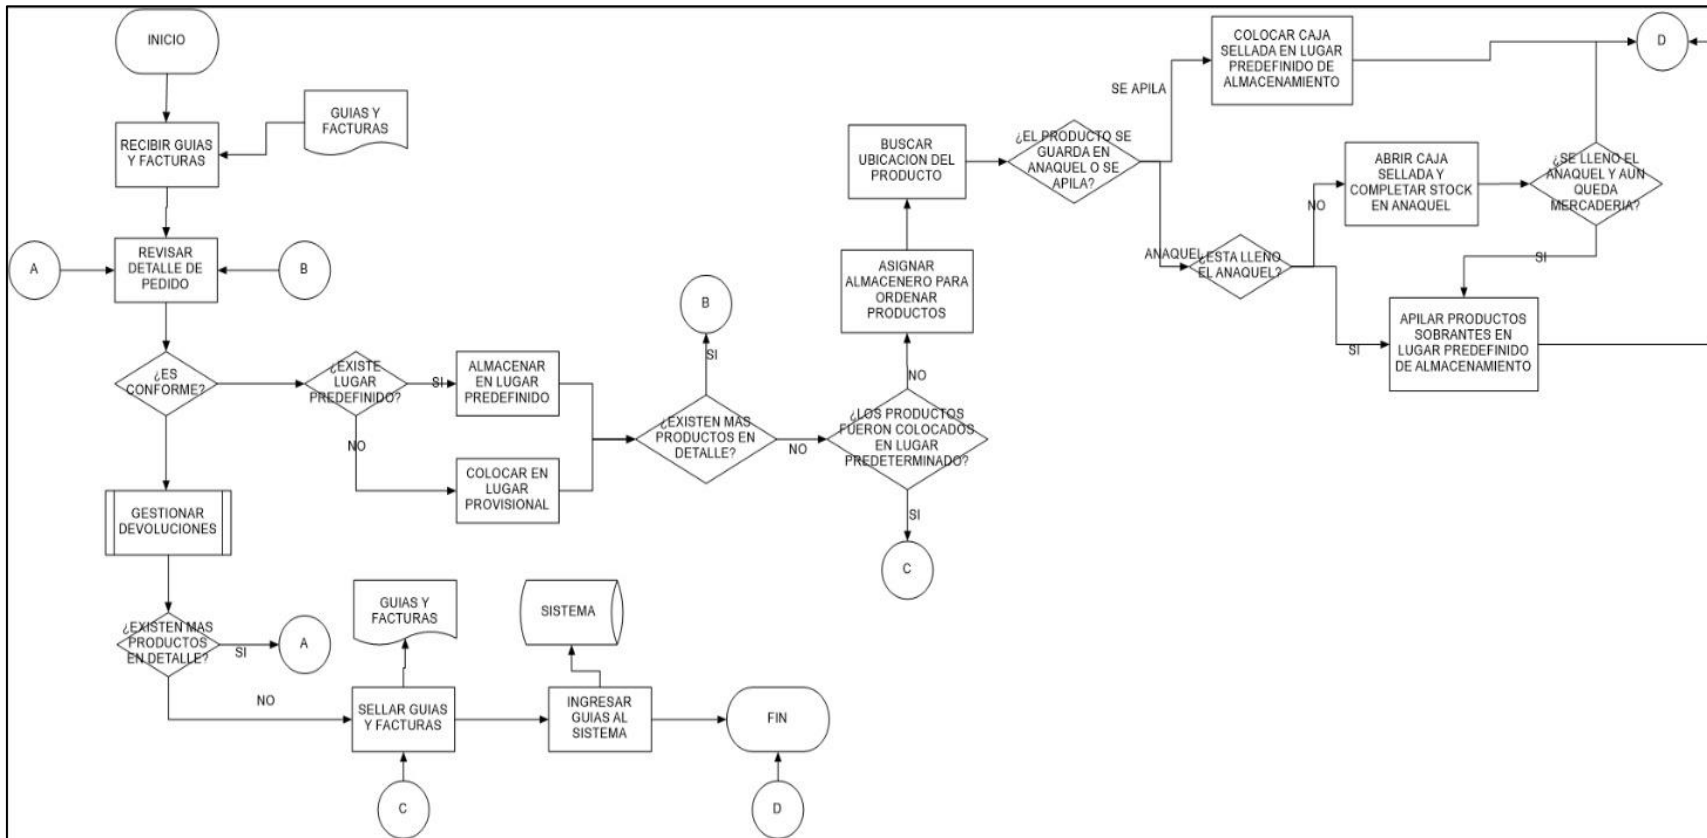 INICIO
GUIAS Y
FACTURAS
RECIBIR GUIAS
Y FACTURAS
A
REVISAR
DETALLE DE
PEDIDO
B
¿ES
CONFORME?
¿EXISTE
LUGAR
PREDEFINIDO?
SI
NO
ALMACENAR
EN LUGAR
PREDEFINIDO
COLOCAR EN
LUGAR
PROVISIONAL
B
SI
¿EXISTEN MAS
PRODUCTOS EN
DETALLE?
NO
¿LOS PRODUCTOS
FUERON COLOCADOS
EN LUGAR
PREDETERMINADO?
NO
SI
C
ASIGNAR
ALMACENERO PARA
ORDENAR
PRODUCTOS
BUSCAR
UBICACION DEL
PRODUCTO
¿EL PRODUCTO SE
GUARDA EN
ANAQUEL O SE
APILA?
SE APILA
COLOCAR CAJA
SELLADA EN LUGAR
PREDEFINIDO DE
ALMACENAMIENTO
D
ANAQUEL
¿ESTA LLENO
EL ANAQUEL?
NO
SI
ABRIR CAJA
SELLADA Y
COMPLETAR STOCK
EN ANAQUEL
¿SE LLENO EL
ANAQUEL Y AUN
QUEDA
MERCADERIA?
SI
APILAR PRODUCTOS
SOBRANTES EN
LUGAR PREDEFINIDO
DE ALMACENAMIENTO
GESTIONAR
DEVOLUCIONES
¿EXISTEN MAS
PRODUCTOS
EN DETALLE?
SI
A
NO
GUIAS Y
FACTURAS
SELLAR GUIAS
Y FACTURAS
C
SISTEMA
INGRESAR
GUIAS AL
SISTEMA
FIN
D